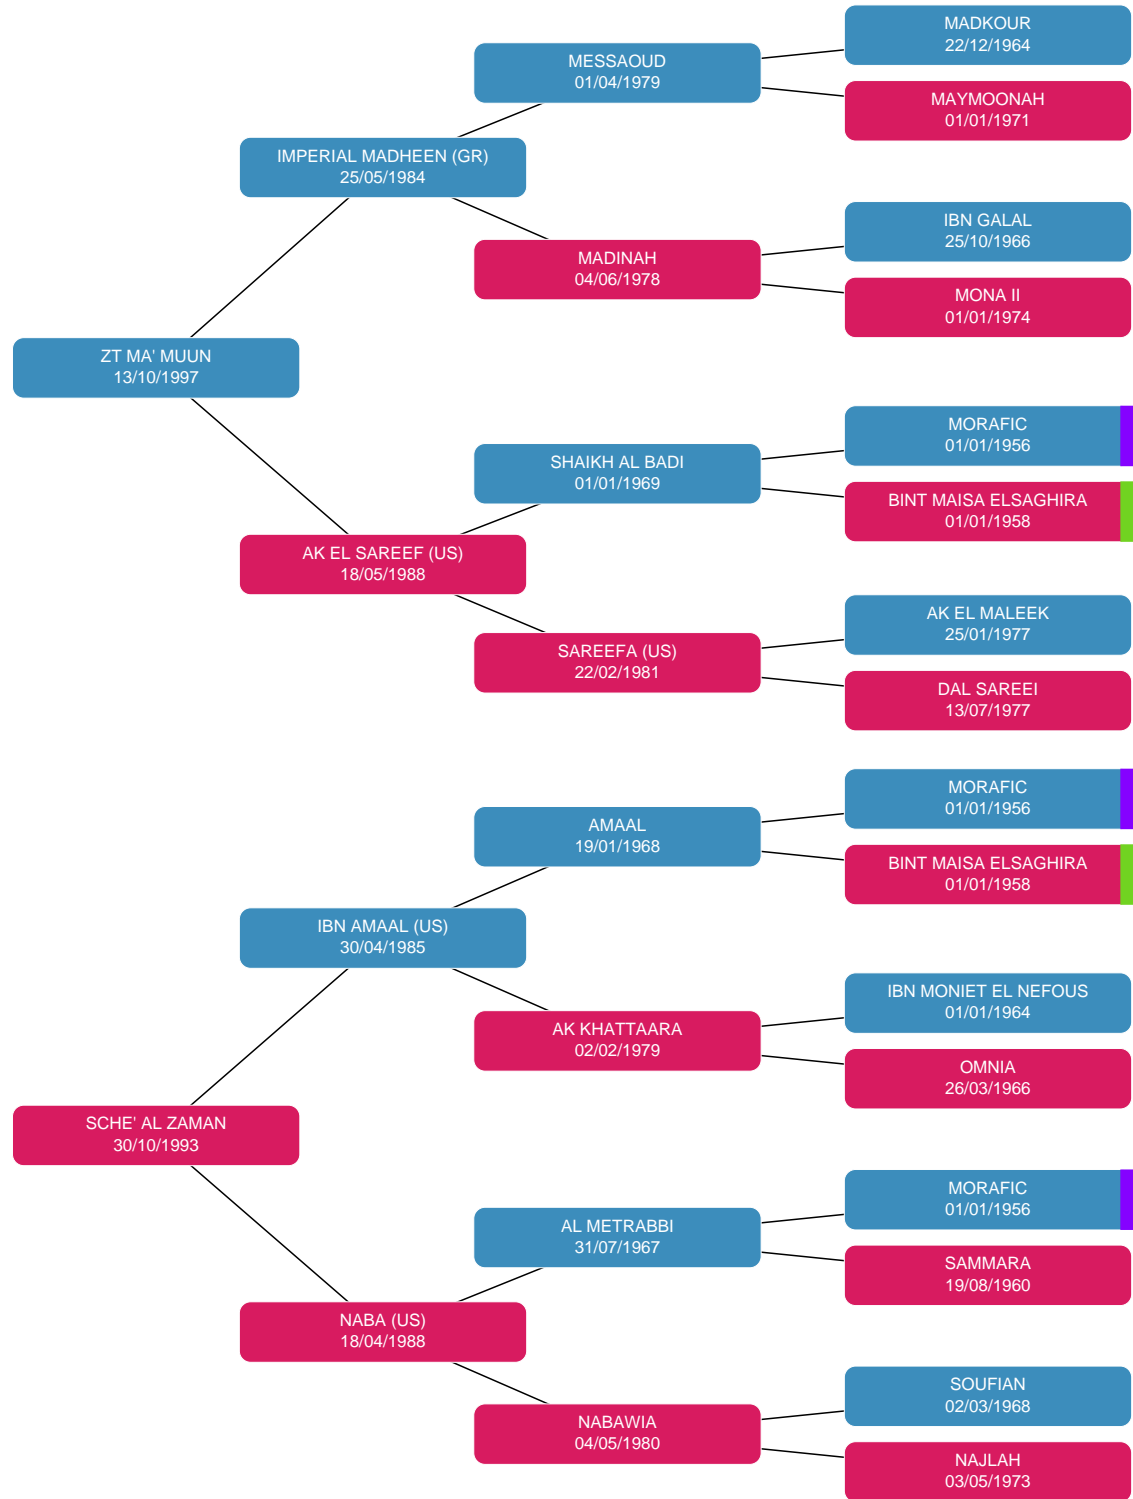 MADKOUR
22/12/1964
MESSAOUD
01/04/1979
MAYMOONAH
01/01/1971
IMPERIAL MADHEEN (GR)
25/05/1984
IBN GALAL
25/10/1966
MADINAH
04/06/1978
MONA II
01/01/1974
ZT MA' MUUN
13/10/1997
MORAFIC
01/01/1956
SHAIKH AL BADI
01/01/1969
BINT MAISA ELSAGHIRA
01/01/1958
AK EL SAREEF (US)
18/05/1988
AK EL MALEEK
25/01/1977
SAREEFA (US)
22/02/1981
DAL SAREEI
13/07/1977
MORAFIC
01/01/1956
AMAAL
19/01/1968
BINT MAISA ELSAGHIRA
01/01/1958
IBN AMAAL (US)
30/04/1985
IBN MONIET EL NEFOUS
01/01/1964
AK KHATTAARA
02/02/1979
OMNIA
26/03/1966
SCHE' AL ZAMAN
30/10/1993
MORAFIC
01/01/1956
AL METRABBI
31/07/1967
SAMMARA
19/08/1960
NABA (US)
18/04/1988
SOUFIAN
02/03/1968
NABAWIA
04/05/1980
NAJLAH
03/05/1973